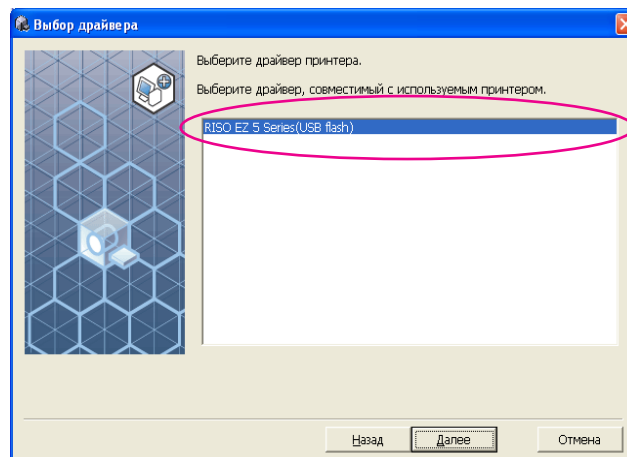 Выбор драйвера
Выберите драйвер принтера.
Выберите драйвер, совместимый с используемым принтером.
RISO EZ 5 Series(USB flash)
Назад
Далее
Отмена